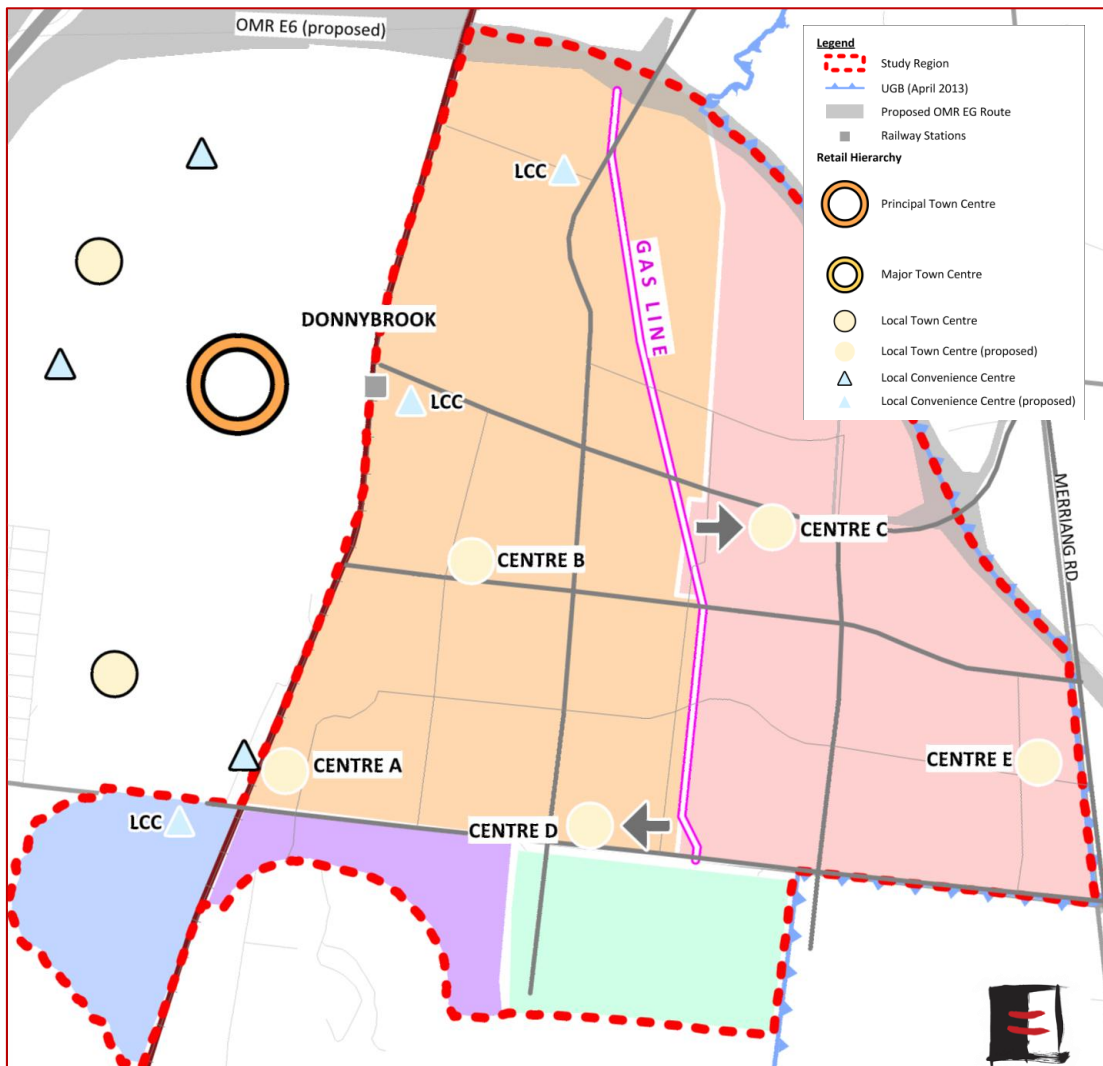 OMR E6 (proposed)
Legend
Study Region
UGB (April 2013)
Proposed OMR EG Route
Railway Stations
Retail Hierarchy
Principal Town Centre
Major Town Centre
Local Town Centre
Local Town Centre (proposed)
Local Convenience Centre
Local Convenience Centre (proposed)
LCC
GAS LINE
DONNYBROOK
LCC
MERRIANG RD
CENTRE C
CENTRE B
CENTRE A
CENTRE E
LCC
CENTRE D